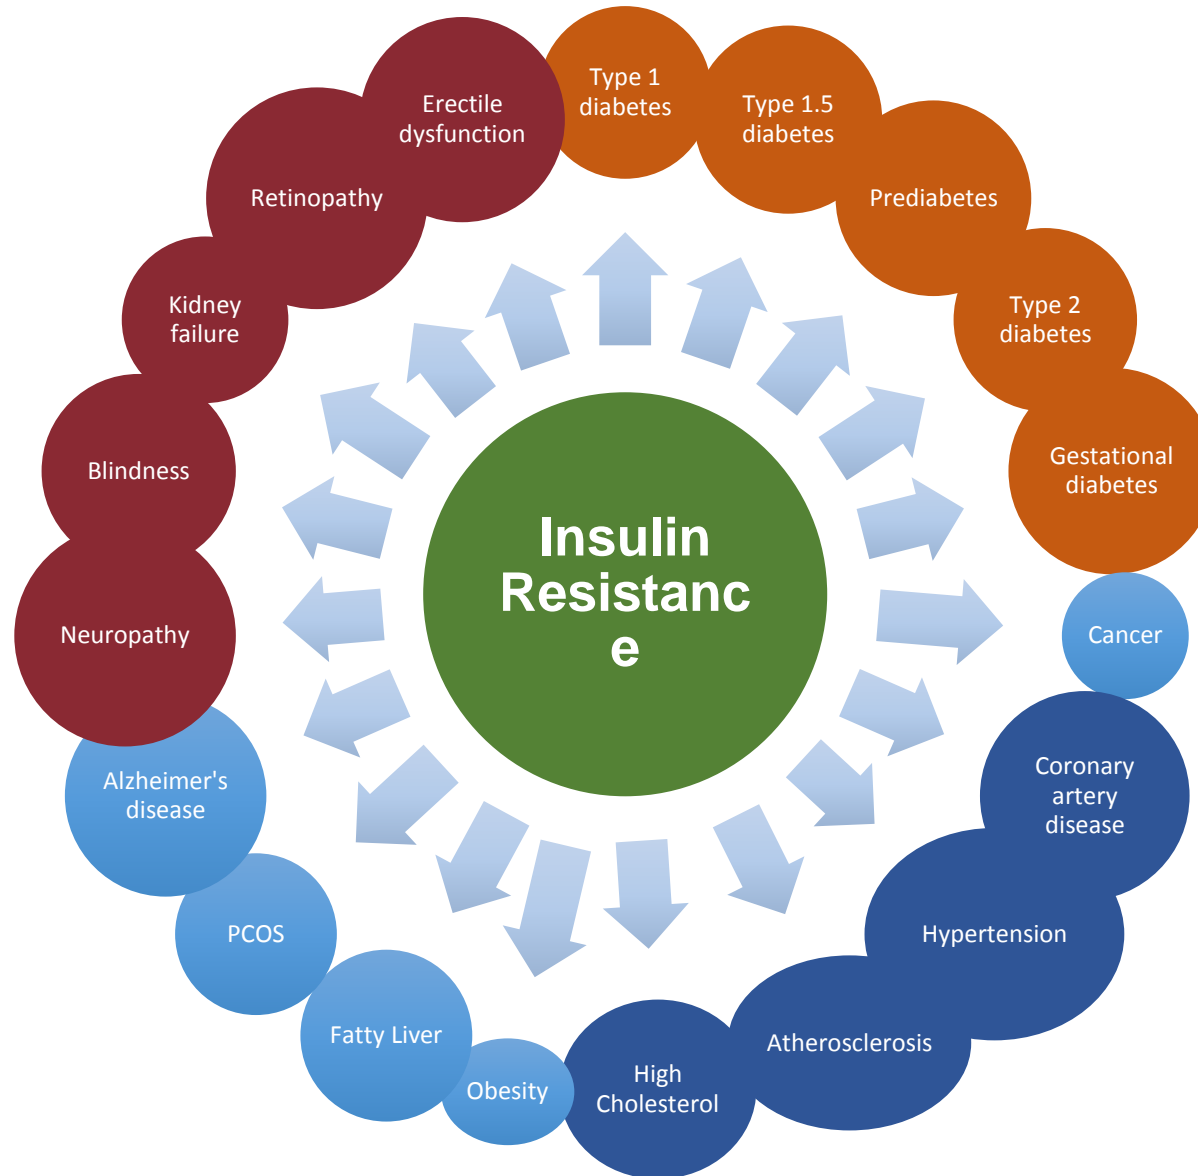 Type 1
diabetes
Type 1.5
diabetes
Prediabetes
Type 2
diabetes
Gestational
diabetes
Cancer
Coronary
artery
disease
Hypertension
Atherosclerosis
High
Cholesterol
Obesity
Fatty Liver
PCOS
Alzheimer's
disease
Neuropathy
Blindness
Kidney
failure
Retinopathy
Erectile
dysfunction
Insulin
Resistanc
e